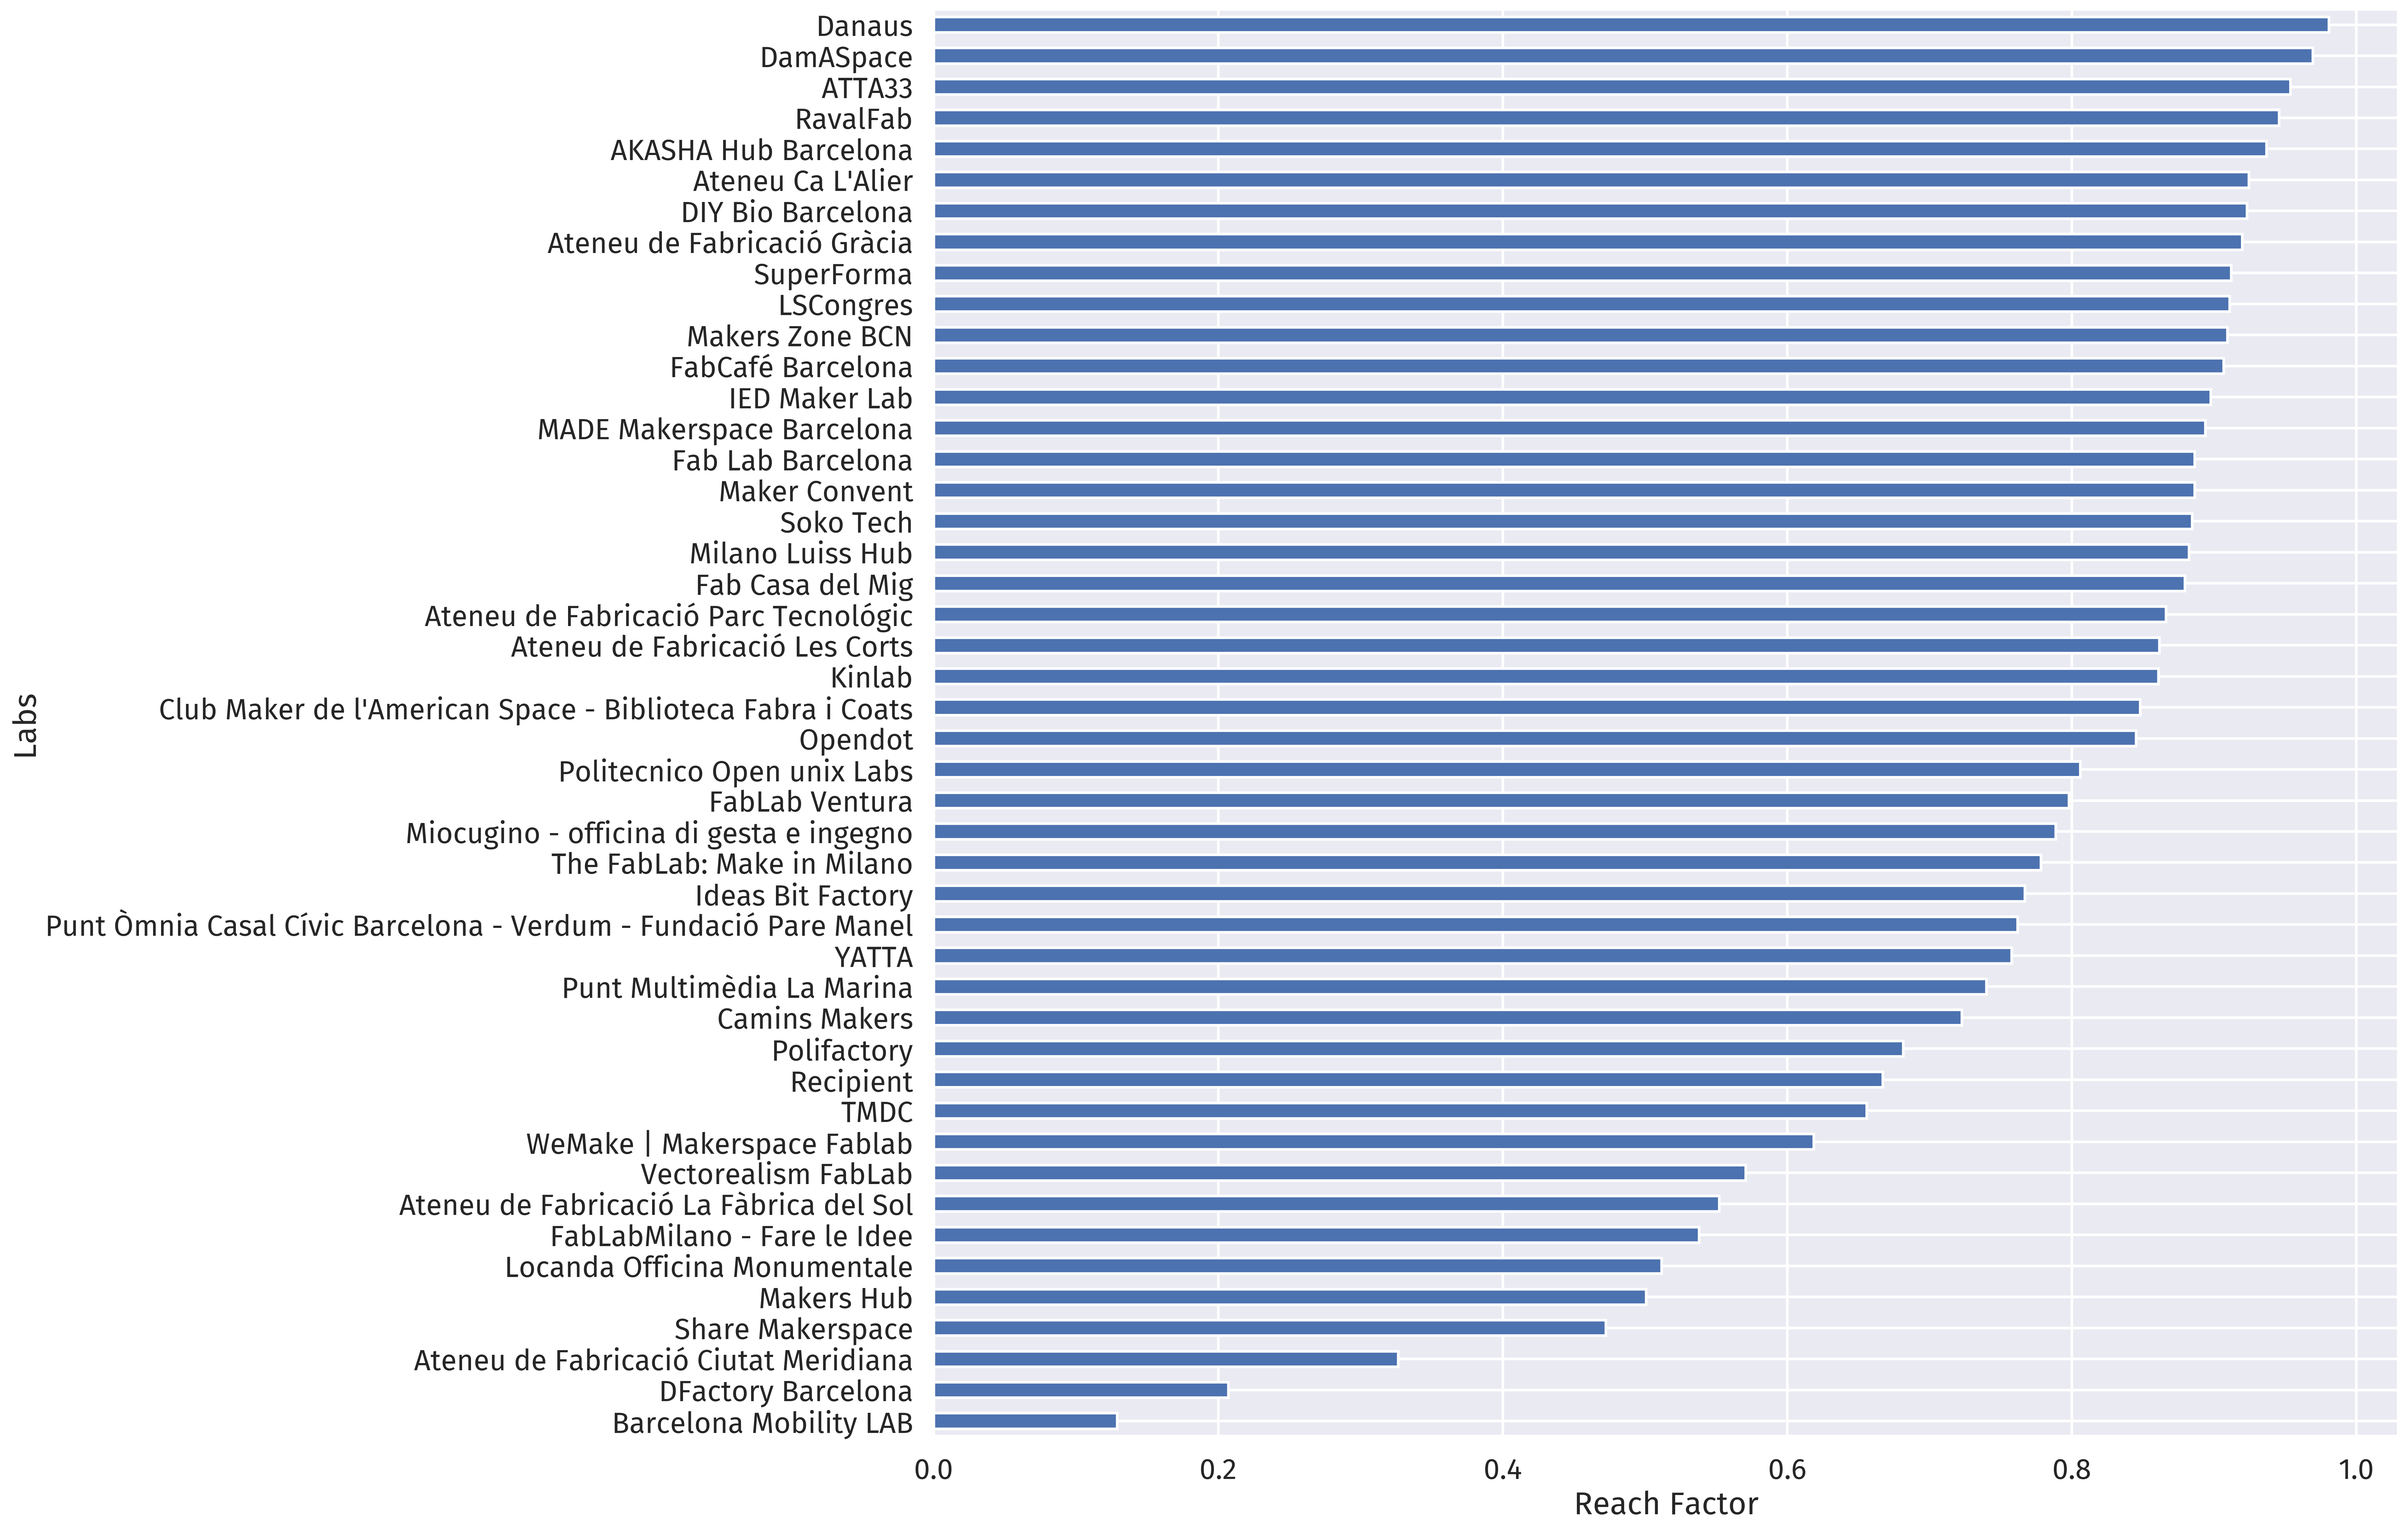 Danaus
DamASpace
ATTA33
RavalFab
AKASHA Hub Barcelona
Ateneu Ca L'Alier
DIY Bio Barcelona
Ateneu de Fabricació Gràcia
SuperForma
LSCongres
Makers Zone BCN
FabCafé Barcelona
IED Maker Lab
MADE Makerspace Barcelona
Fab Lab Barcelona
Maker Convent
Soko Tech
Milano Luiss Hub
Fab Casa del Mig
Ateneu de Fabricació Parc Tecnológic
Ateneu de Fabricació Les Corts
Kinlab
Club Maker de l'American Space - Biblioteca Fabra i Coats
Opendot
Politecnico Open unix Labs
FabLab Ventura
Miocugino - officina di gesta e ingegno
The FabLab: Make in Milano
Ideas Bit Factory
Punt Òmnia Casal Cívic Barcelona - Verdum - Fundació Pare Manel
YATTA
Punt Multimèdia La Marina
Camins Makers
Polifactory
Recipient
TMDC
WeMake | Makerspace Fablab
Vectorealism FabLab
Ateneu de Fabricació La Fàbrica del Sol
FabLabMilano - Fare le Idee
Locanda Officina Monumentale
Makers Hub
Share Makerspace
Ateneu de Fabricació Ciutat Meridiana
DFactory Barcelona
Barcelona Mobility LAB
Labs
0.0 0.2 0.4 0.6 0.8 1.0
Reach Factor